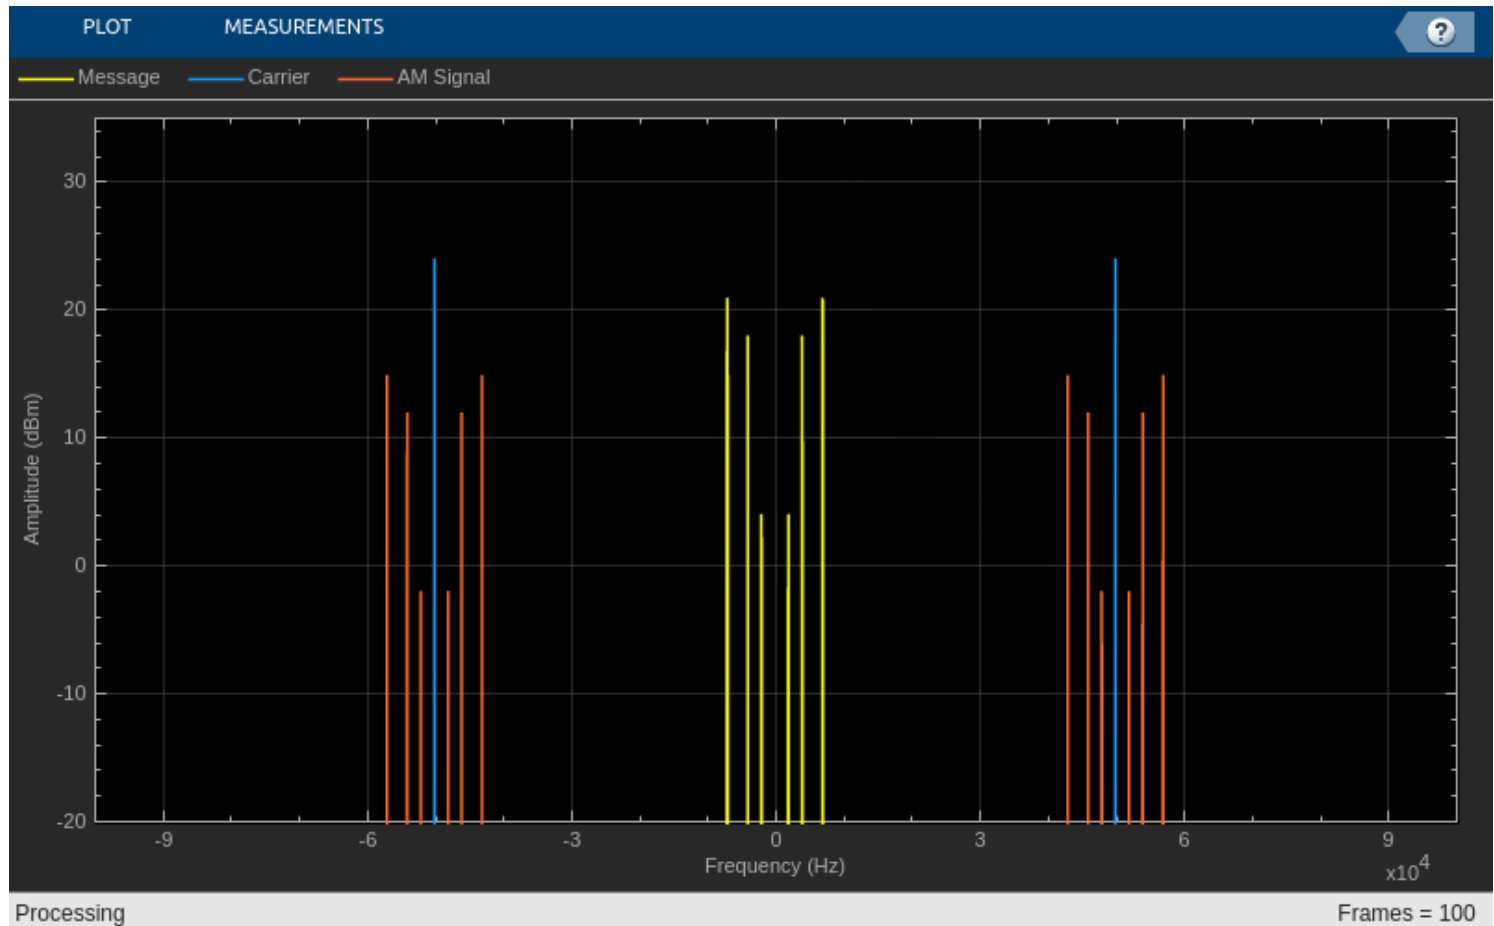 PLOT MEASUREMENTS ?
Message Carrier AM Signal
30
20
10
0
-10
-20
Amplitude (dBm)
-9 -6 -3 0 3 6 9
Frequency (Hz)
x10^4
Processing Frames = 100